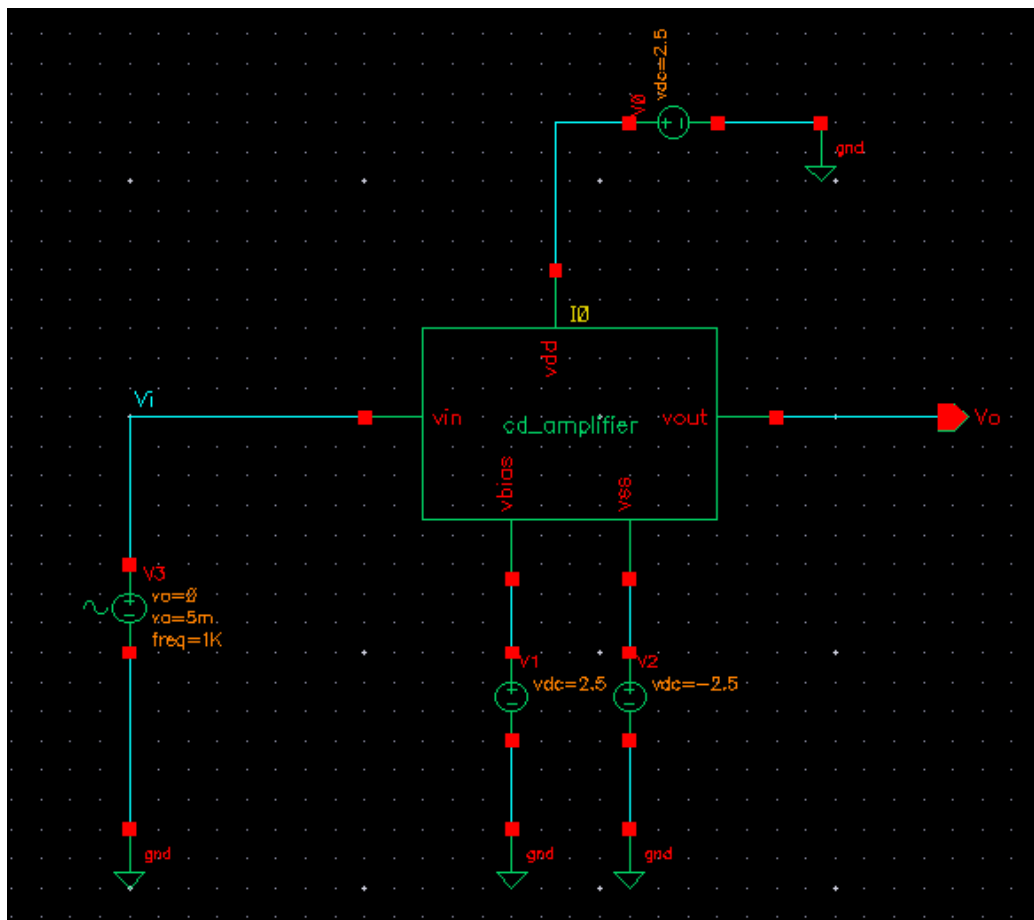 vdc=2.5
V0
gnd
I0
vdd
Vi
vin
cd_amplifier
vout
Vo
vbias
vss
V3
vo=0
va=5m
freq=1K
V1
vdc=2.5
V2
vdc=-2.5
gnd
gnd
gnd